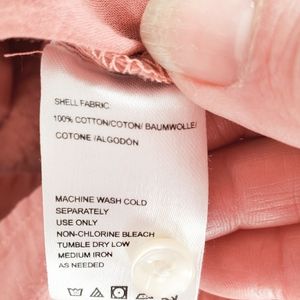 SHELL FABRIC
100% COTTON/COTON/ BAUMWOLLE/
COTONE /ALGODON
MACHINE WASH COLD
SEPARATELY
USE ONLY
NON-CHLORINE BLEACH
TUMBLE DRY LOW
MEDIUM IRON
AS NEEDED